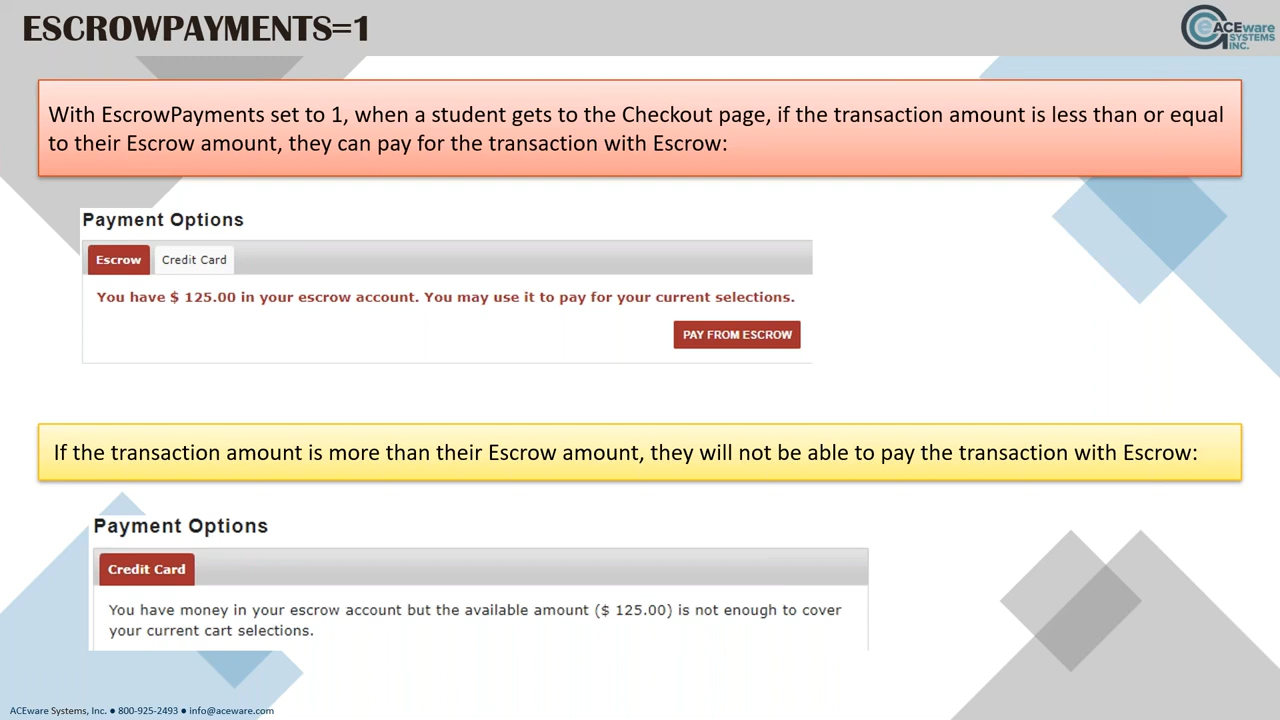 ESCROWPAYMENTS=1
ACEware
SYSTEMS
INC.
With EscrowPayments set to 1, when a student gets to the Checkout page, if the transaction amount is less than or equal
to their Escrow amount, they can pay for the transaction with Escrow:
Payment Options
Escrow
Credit Card
You have $ 125.00 in your escrow account. You may use it to pay for your current selections.
PAY FROM ESCROW
If the transaction amount is more than their Escrow amount, they will not be able to pay the transaction with Escrow:
Payment Options
Credit Card
You have money in your escrow account but the available amount ($ 125.00) is not enough to cover
your current cart selections.
ACEware Systems, Inc. ● 800-925-2493 ● info@aceware.com